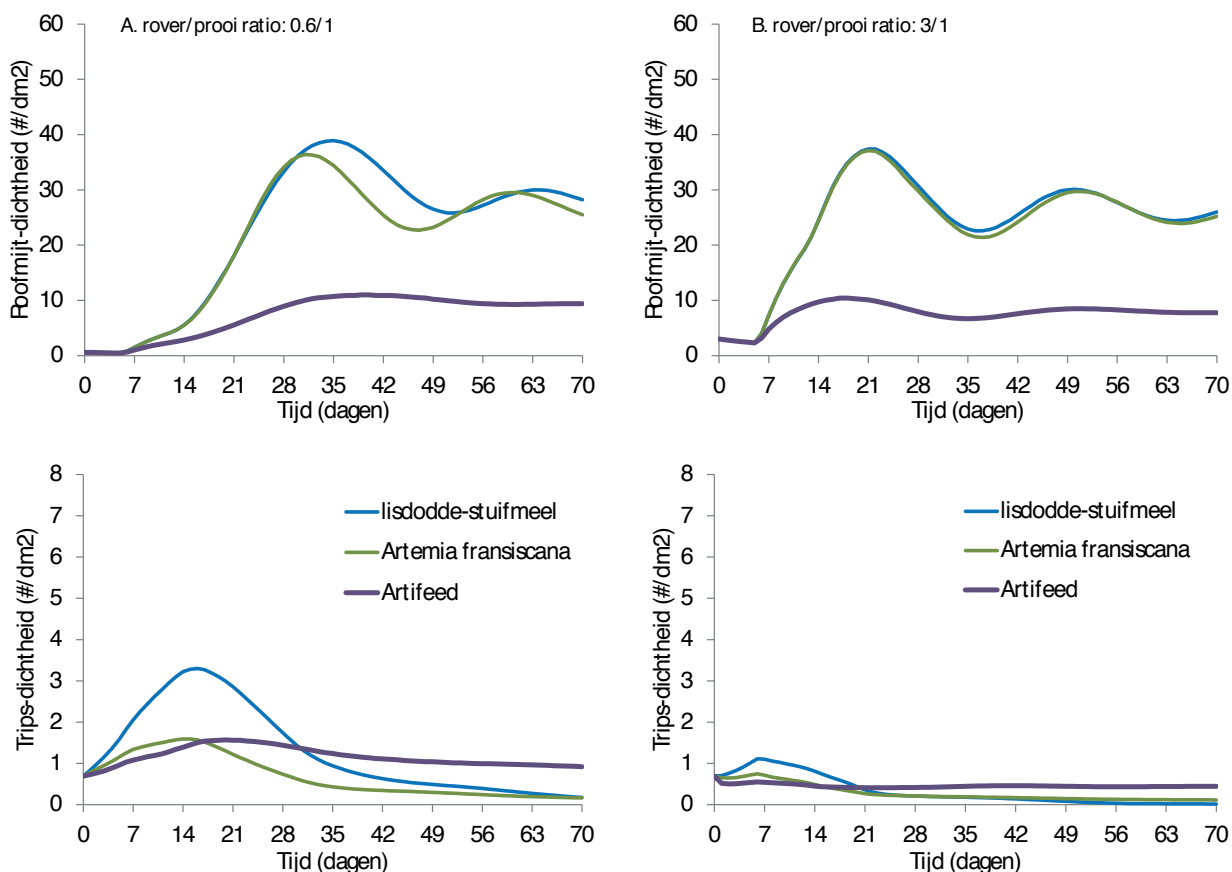 A. rover/prooi ratio: 0.6/1
Roofmijt-dichtheid (#/dm2)
60
50
40
30
20
10
0
0 7 14 21 28 35 42 49 56 63 70
Tijd (dagen)
B. rover/prooi ratio: 3/1
Roofmijt-dichtheid (#/dm2)
60
50
40
30
20
10
0
0 7 14 21 28 35 42 49 56 63 70
Tijd (dagen)
Trips-dichtheid (#/dm2)
8
7
6
5
4
3
2
1
0
lisdodde-stuifmeel
Artemia fransiscana
Artifeed
0 7 14 21 28 35 42 49 56 63 70
Tijd (dagen)
Trips-dichtheid (#/dm2)
8
7
6
5
4
3
2
1
0
lisdodde-stuifmeel
Artemia fransiscana
Artifeed
0 7 14 21 28 35 42 49 56 63 70
Tijd (dagen)